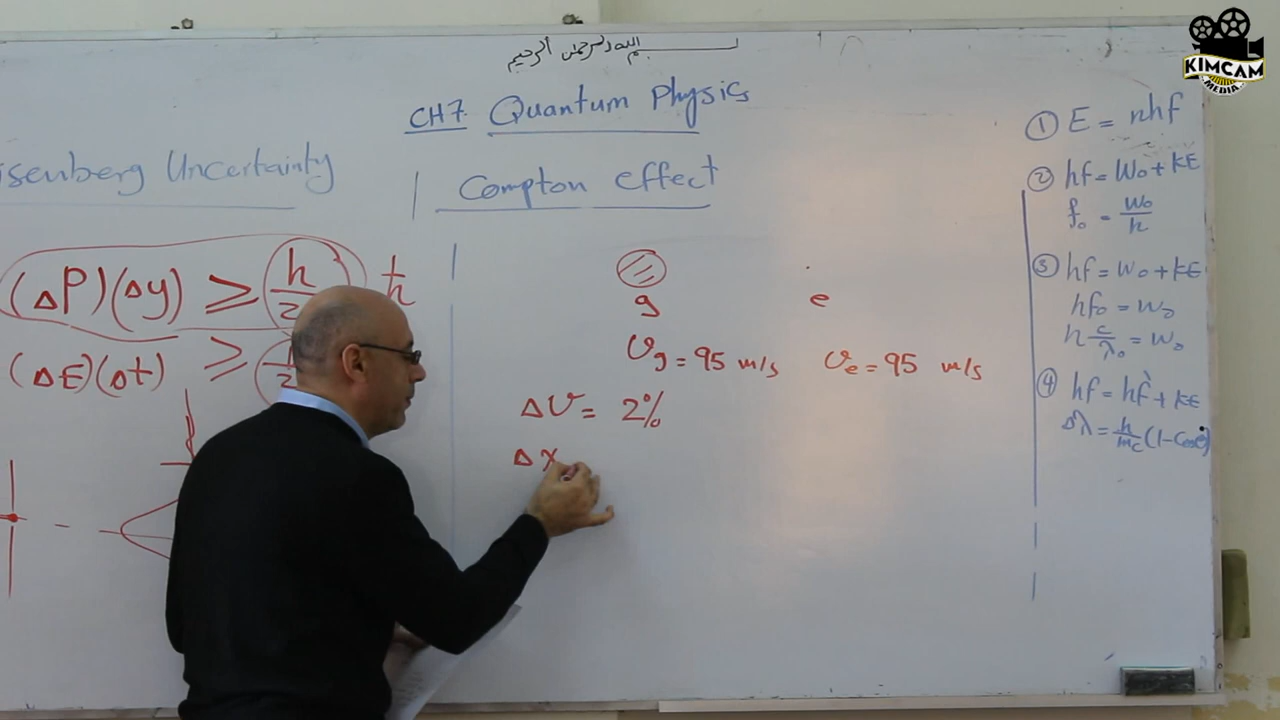 بسم الله الرحمن الرحيم
CH7. Quantum Physics
isenberg Uncertainty
Compton effect
(ΔP)(Δy) ≥ h/2 ħ
(ΔE)(Δt) ≥
g e
v_g = 95 m/s v_e = 95 m/s
Δv = 2%
Δx
① E = nhf
② hf = W₀ + KE
f₀ = W₀/h
③ hf = W₀ + KE
hf₀ = W₀
h c/λ₀ = W₀
④ hf = hf` + KE
Δλ = h/mc (1-Cosθ)
KIMCAM
MEDIA